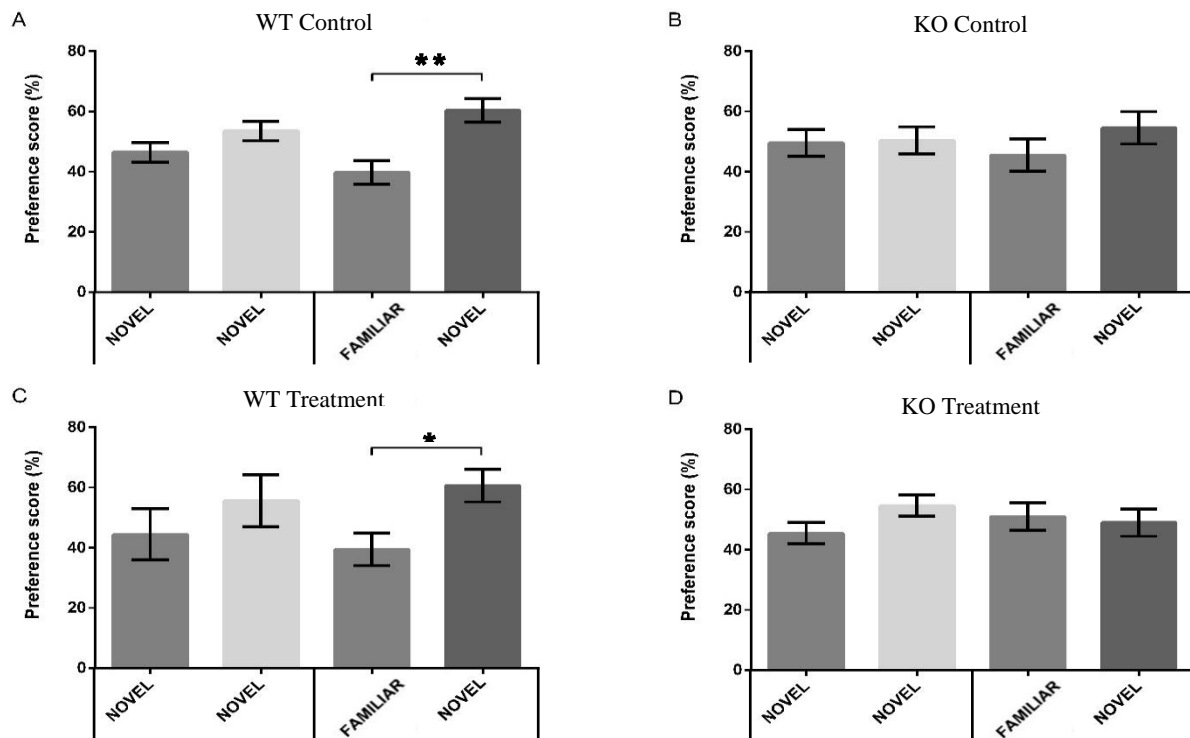 A
WT Control
Preference score (%)
80
60
40
20
0
**
NOVEL
NOVEL
FAMILIAR
NOVEL
B
KO Control
Preference score (%)
80
60
40
20
0
NOVEL
NOVEL
FAMILIAR
NOVEL
C
WT Treatment
Preference score (%)
80
60
40
20
0
*
NOVEL
NOVEL
FAMILIAR
NOVEL
D
KO Treatment
Preference score (%)
80
60
40
20
0
NOVEL
NOVEL
FAMILIAR
NOVEL